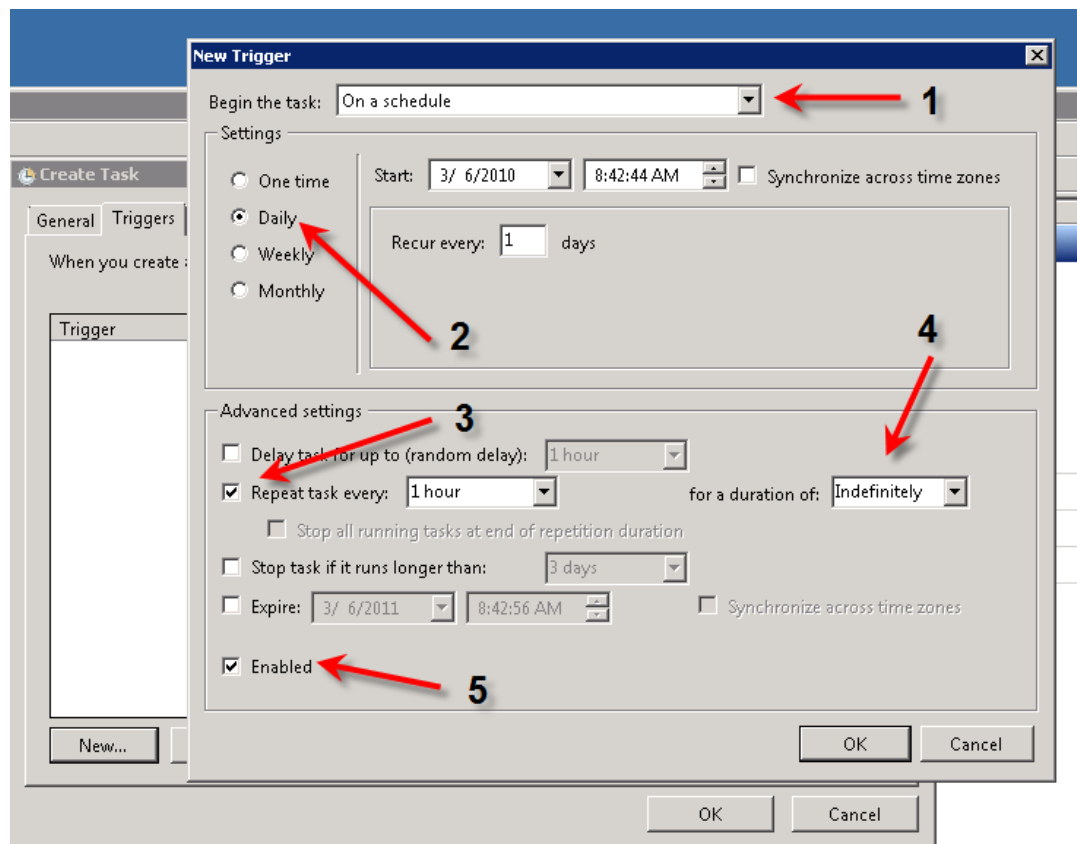 New Trigger
Begin the task: On a schedule 1
Settings
Create Task
One time Start: 3/ 6/2010 8:42:44 AM Synchronize across time zones
General Triggers Daily
Recur every: 1 days
When you create Weekly
Monthly
Trigger 2 4
Advanced settings 3
Delay task for up to (random delay): 1 hour
Repeat task every: 1 hour for a duration of: Indefinitely
Stop all running tasks at end of repetition duration
Stop task if it runs longer than: 3 days
Expire: 3/ 6/2011 8:42:56 AM Synchronize across time zones
Enabled
5
New... OK Cancel
OK Cancel